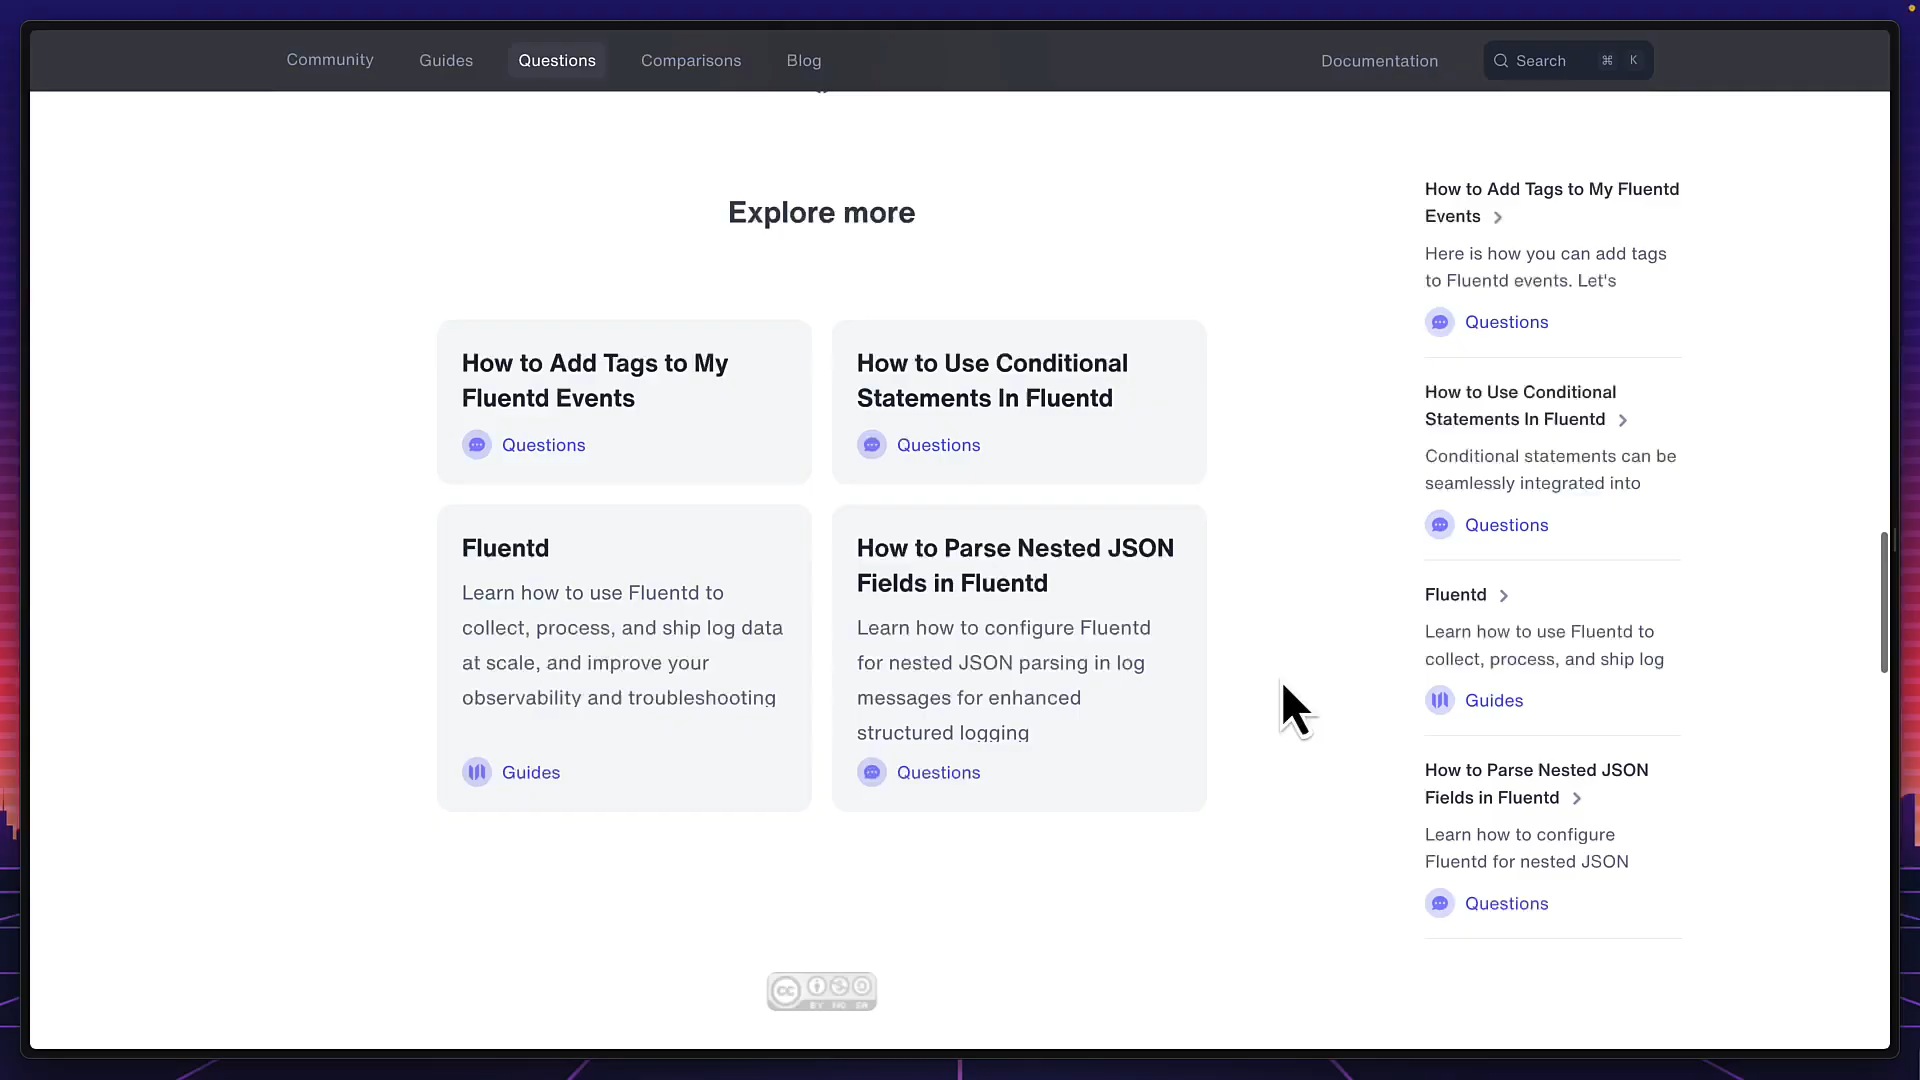 Community Guides Questions Comparisons Blog Documentation Search ⌘ K
Explore more
How to Add Tags to My
Fluentd Events
Questions
How to Use Conditional
Statements In Fluentd
Questions
Fluentd
Learn how to use Fluentd to
collect, process, and ship log data
at scale, and improve your
observability and troubleshooting
Guides
How to Parse Nested JSON
Fields in Fluentd
Learn how to configure Fluentd
for nested JSON parsing in log
messages for enhanced
structured logging
Questions
How to Add Tags to My Fluentd
Events
Here is how you can add tags
to Fluentd events. Let's
Questions
How to Use Conditional
Statements In Fluentd
Conditional statements can be
seamlessly integrated into
Questions
Fluentd
Learn how to use Fluentd to
collect, process, and ship log
Guides
How to Parse Nested JSON
Fields in Fluentd
Learn how to configure
Fluentd for nested JSON
Questions
cc
BY NC SA